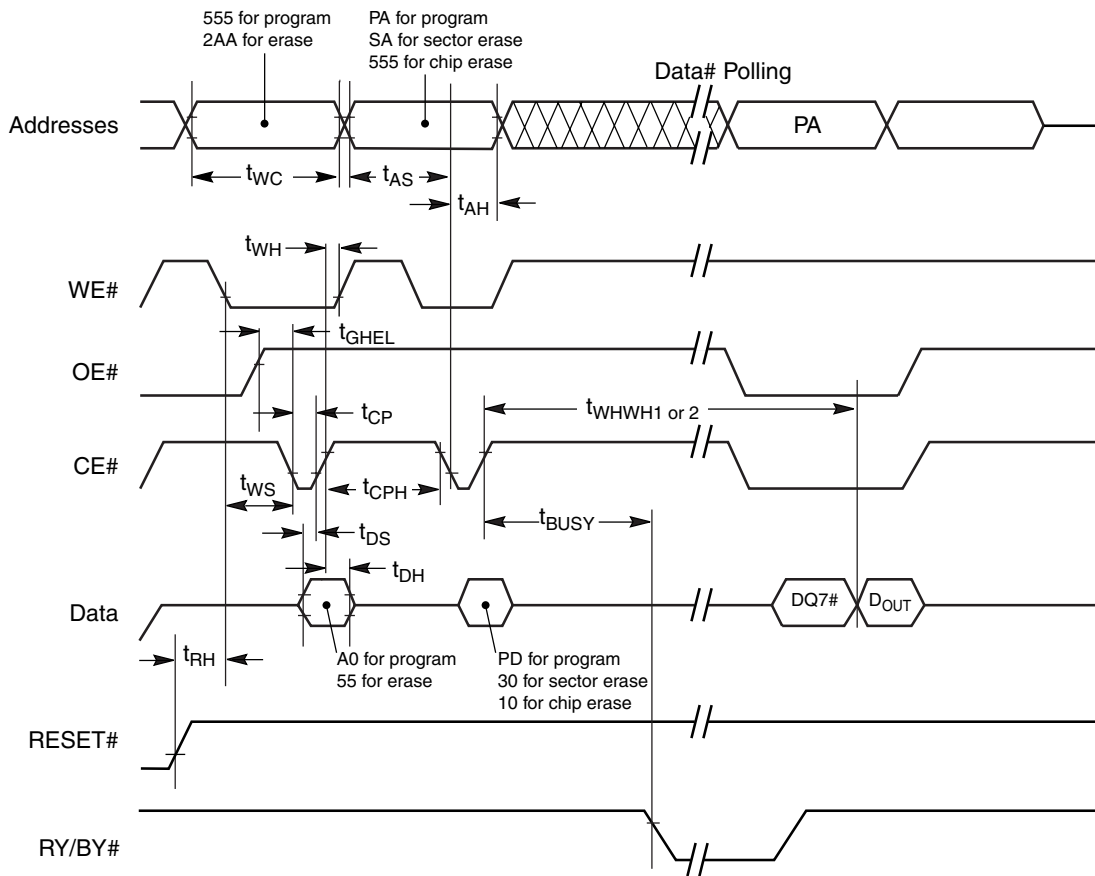 555 for program
2AA for erase
PA for program
SA for sector erase
555 for chip erase
Data# Polling
Addresses
PA
tWC
tAS
tAH
tWH
WE#
tGHEL
OE#
tCP
tWHWH1 or 2
CE#
tWS
tCPH
tDS
tBUSY
tDH
Data
DQ7#
DOUT
tRH
A0 for program
55 for erase
PD for program
30 for sector erase
10 for chip erase
RESET#
RY/BY#